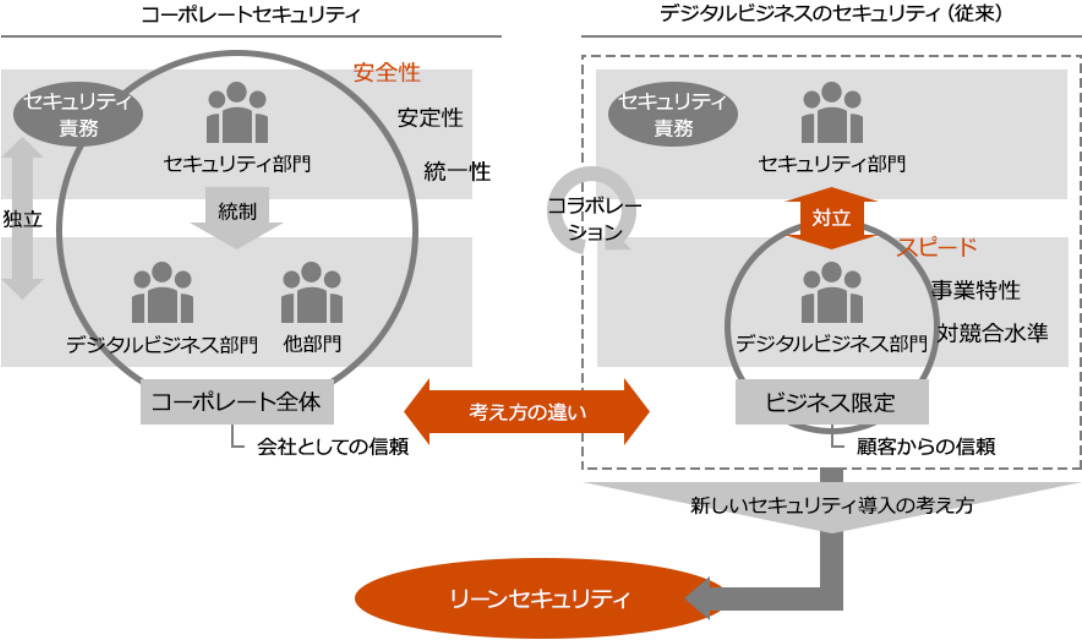 コーポレートセキュリティ
安全性
安定性
統一性
セキュリティ
責務
セキュリティ部門
統制
独立
デジタルビジネス部門
他部門
コーポレート全体
会社としての信頼
考え方の違い
デジタルビジネスのセキュリティ（従来）
セキュリティ
責務
セキュリティ部門
コラボレー
ション
対立
スピード
事業特性
対競合水準
デジタルビジネス部門
ビジネス限定
顧客からの信頼
新しいセキュリティ導入の考え方
リーンセキュリティ